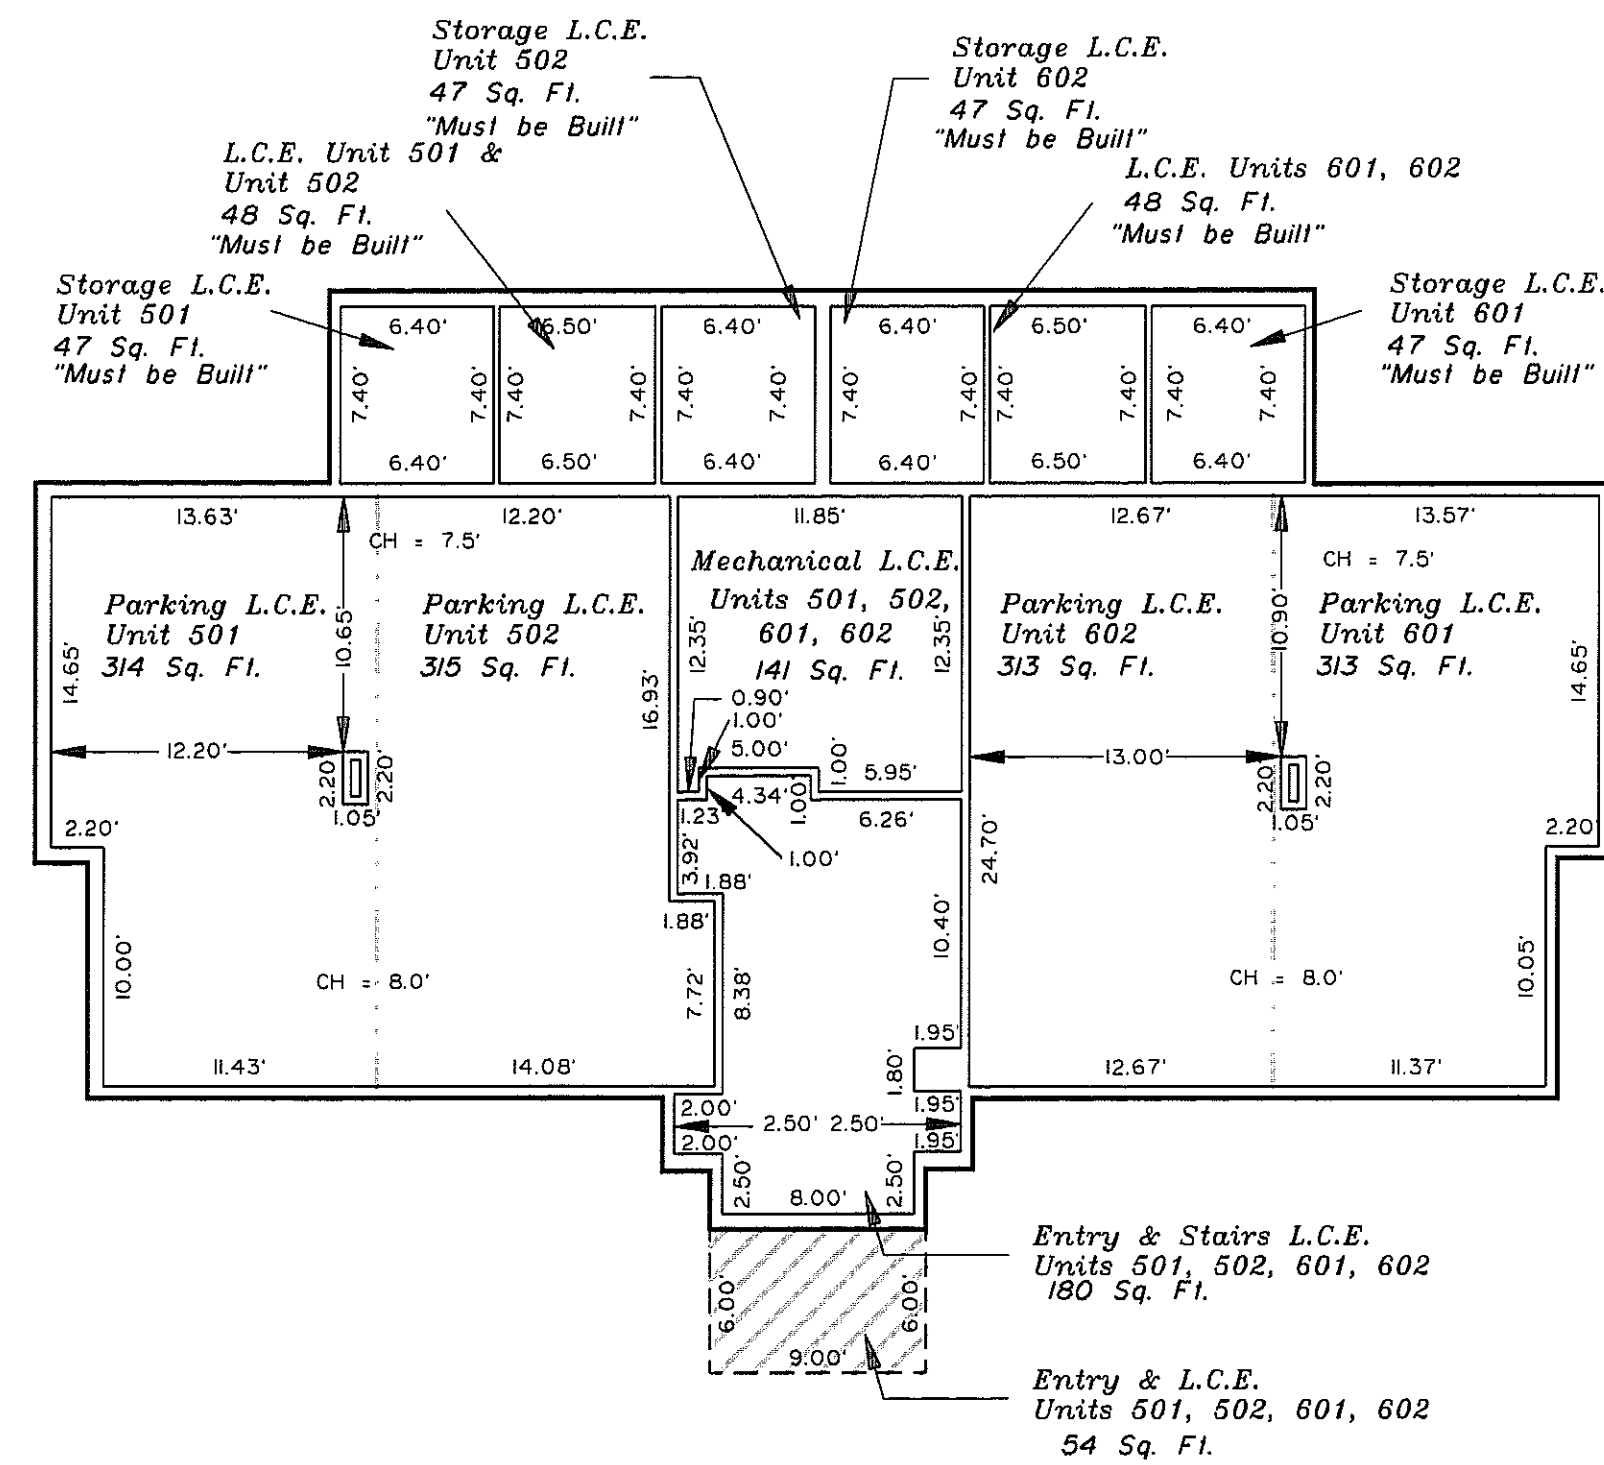 Storage L.C.E.
Unit 502
47 Sq. Ft.
"Must be Built"
Storage L.C.E.
Unit 602
47 Sq. Ft.
"Must be Built"
L.C.E. Unit 501 &
Unit 502
48 Sq. Ft.
"Must be Built"
L.C.E. Units 601, 602
48 Sq. Ft.
"Must be Built"
Storage L.C.E.
Unit 501
47 Sq. Ft.
"Must be Built"
Storage L.C.E.
Unit 601
47 Sq. Ft.
"Must be Built"
6.40' 6.50' 6.40' 6.40' 6.50' 6.40'
7.40' 7.40' 7.40' 7.40' 7.40' 7.40' 7.40' 7.40' 7.40' 7.40' 7.40' 7.40'
6.40' 6.50' 6.40' 6.40' 6.50' 6.40'
13.63' 12.20' 11.85' 12.67' 13.57'
CH = 7.5'
CH = 7.5'
Parking L.C.E.
Unit 501
314 Sq. Ft.
Parking L.C.E.
Unit 502
315 Sq. Ft.
Mechanical L.C.E.
Units 501, 502,
601, 602
141 Sq. Ft.
Parking L.C.E.
Unit 602
313 Sq. Ft.
Parking L.C.E.
Unit 601
313 Sq. Ft.
14.65'
10.65'
16.93'
12.35'
12.35'
10.90'
14.65'
0.90'
1.00'
5.00'
1.00'
5.95'
12.20'
2.20' 2.20'
1.05'
13.00'
2.20' 2.20'
1.05'
4.34'
1.00'
1.23'
6.26'
1.00'
2.20'
2.20'
3.92'
1.88'
1.88'
24.70'
10.40'
10.00'
10.05'
CH = 8.0'
CH = 8.0'
7.72'
8.38'
1.95'
1.80'
11.43' 14.08' 12.67' 11.37'
2.00'
1.95'
2.50' 2.50'
2.00'
1.95'
2.50'
2.50'
8.00'
Entry & Stairs L.C.E.
Units 501, 502, 601, 602
180 Sq. Ft.
6.00'
6.00'
9.00'
Entry & L.C.E.
Units 501, 502, 601, 602
54 Sq. Ft.